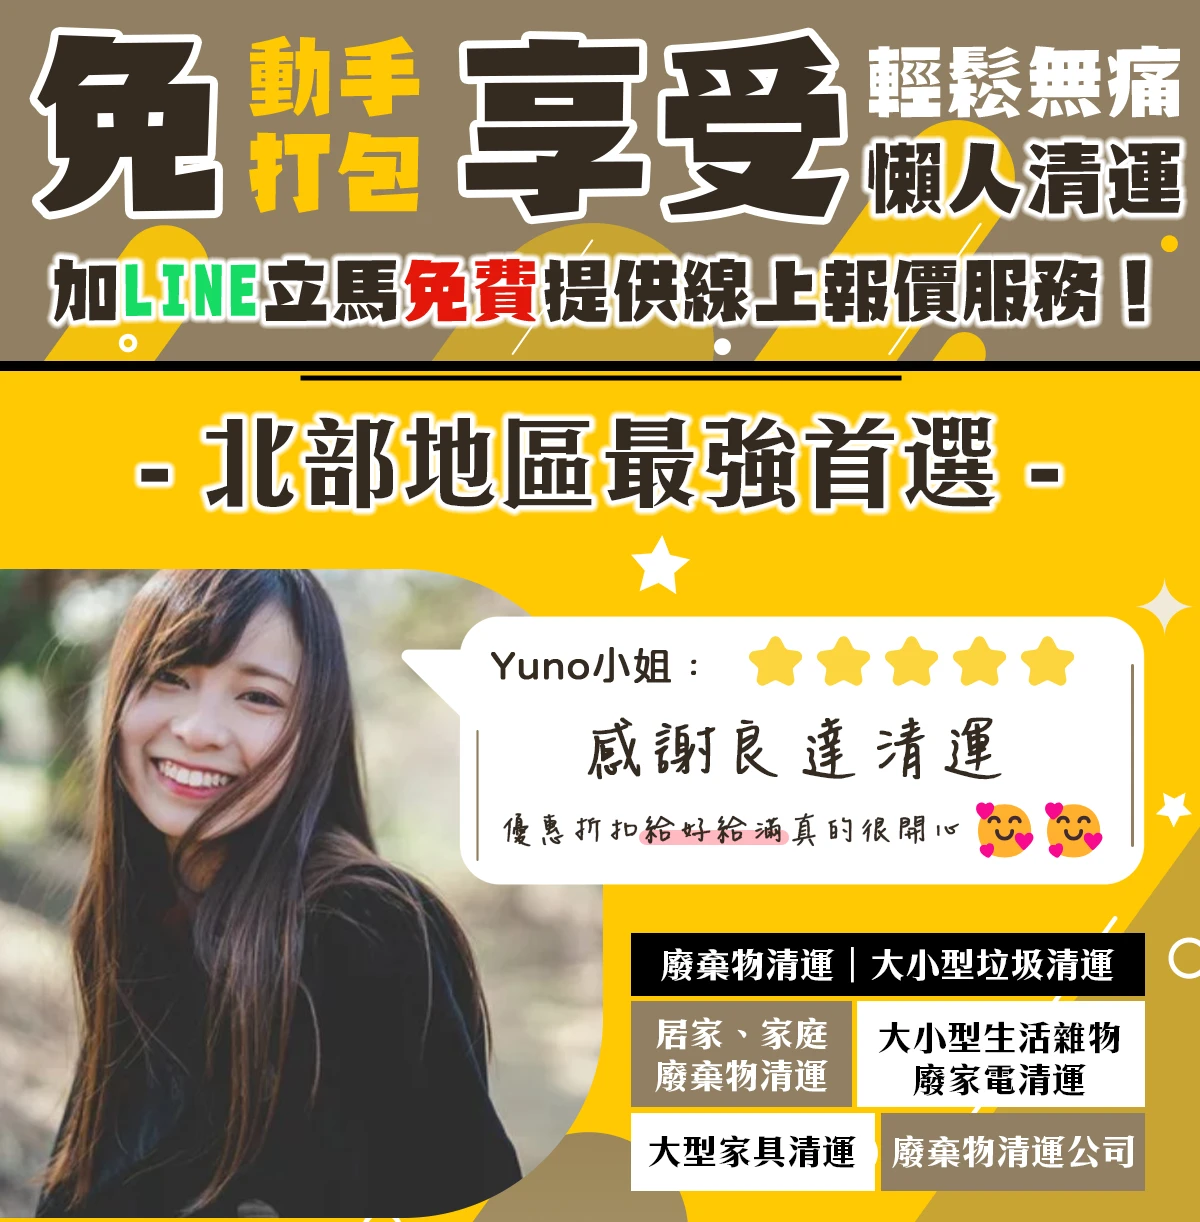 免動手打包 享受輕鬆無痛懶人清運
加LINE立馬免費提供線上報價服務！
- 北部地區最強首選 -
Yuno小姐：
感謝良達清運
優惠折扣給好給滿真的很開心
廢棄物清運｜大小型垃圾清運
居家、家庭
廢棄物清運
大小型生活雜物
廢家電清運
大型家具清運
廢棄物清運公司